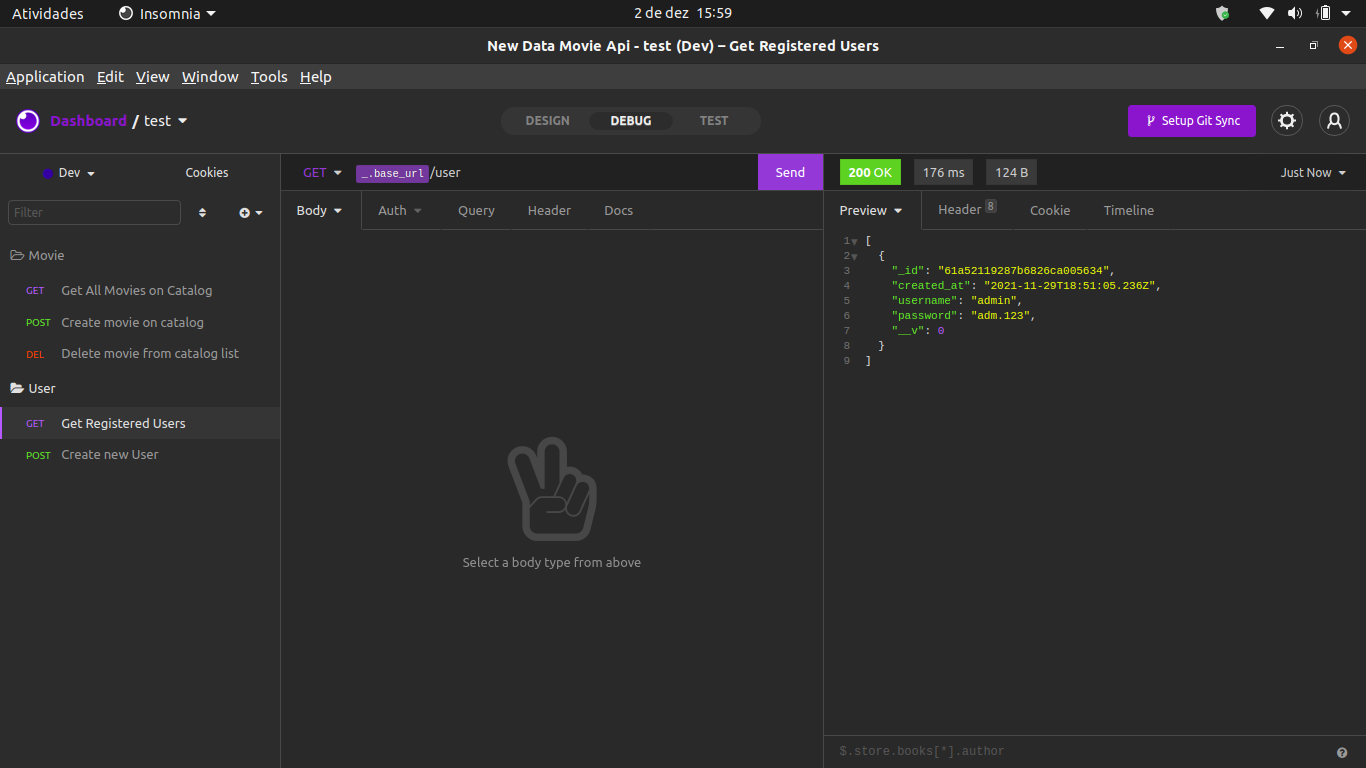 Atividades Insomnia 2 de dez 15:59
New Data Movie Api - test (Dev) – Get Registered Users
Application Edit View Window Tools Help
Dashboard / test DESIGN DEBUG TEST Setup Git Sync
Dev Cookies GET _.base_url/user Send 200 OK 176 ms 124 B Just Now
Filter Body Auth Query Header Docs Preview Header 8 Cookie Timeline
Movie
GET Get All Movies on Catalog
POST Create movie on catalog
DEL Delete movie from catalog list
User
GET Get Registered Users
POST Create new User
Select a body type from above
1 [
2 {
3 "_id": "61a52119287b6826ca005634",
4 "created_at": "2021-11-29T18:51:05.236Z",
5 "username": "admin",
6 "password": "adm.123",
7 "__v": 0
8 }
9 ]
$.store.books[*].author